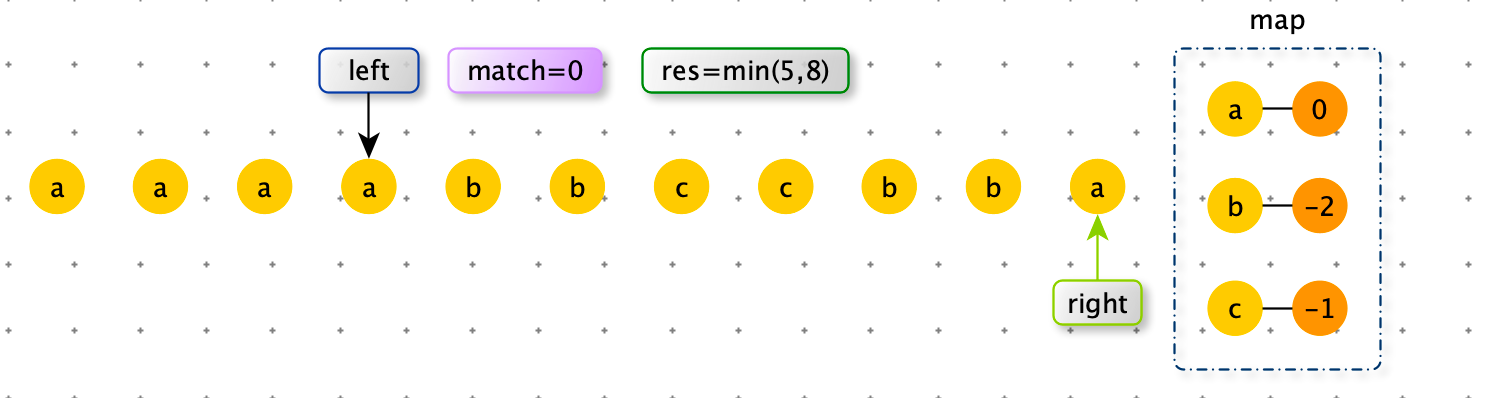 map
left match=0 res=min(5,8)
a 0
a a a a b b c c b b a
b -2
right
c -1